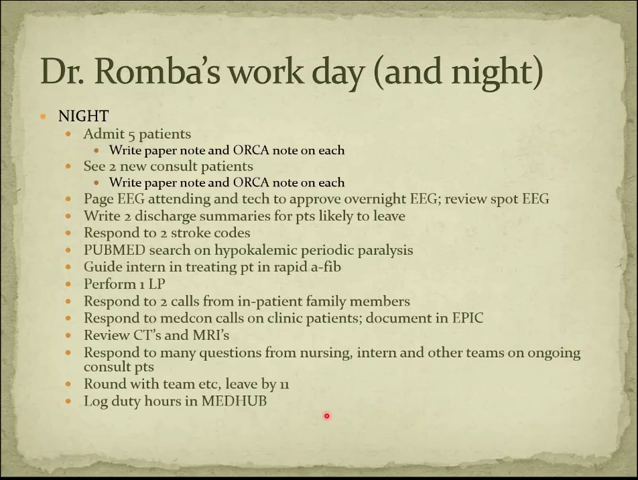 Dr. Romba's work day (and night)
NIGHT
Admit 5 patients
Write paper note and ORCA note on each
See 2 new consult patients
Write paper note and ORCA note on each
Page EEG attending and tech to approve overnight EEG; review spot EEG
Write 2 discharge summaries for pts likely to leave
Respond to 2 stroke codes
PUBMED search on hypokalemic periodic paralysis
Guide intern in treating pt in rapid a-fib
Perform 1 LP
Respond to 2 calls from in-patient family members
Respond to medcon calls on clinic patients; document in EPIC
Review CT's and MRI's
Respond to many questions from nursing, intern and other teams on ongoing
consult pts
Round with team etc, leave by 11
Log duty hours in MEDHUB